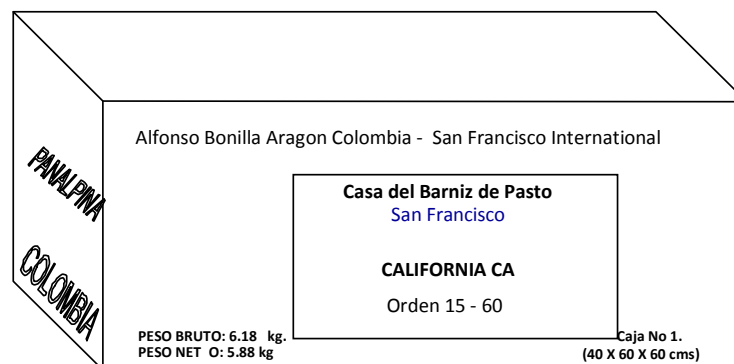 Alfonso Bonilla Aragon Colombia - San Francisco International
PANALPINA
COLOMBIA
Casa del Barniz de Pasto
San Francisco
CALIFORNIA CA
Orden 15 - 60
PESO BRUTO: 6.18 kg.
PESO NET O: 5.88 kg
Caja No 1.
(40 X 60 X 60 cms)